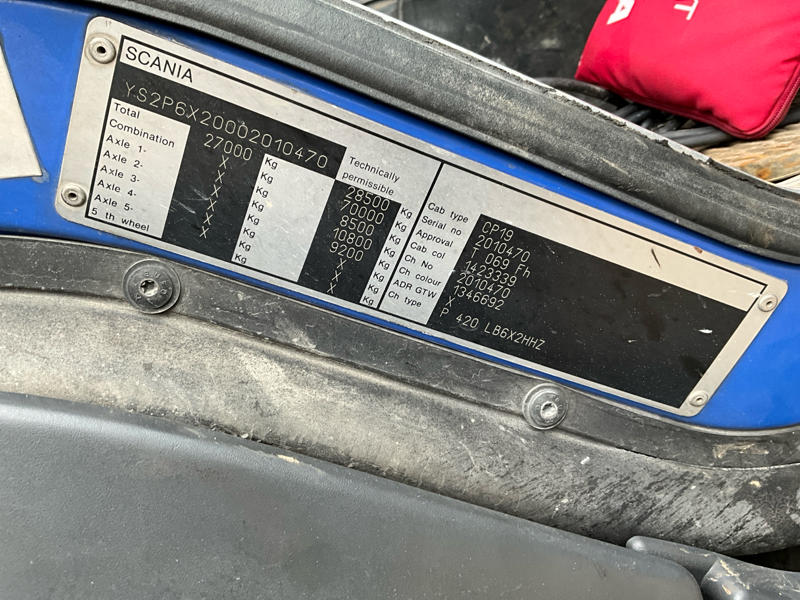 SCANIA
YS2P6X20002010470
Technically
permissible
Total 27000 Kg 28500 Kg
Combination X Kg 70000 Kg
Axle 1- X Kg 8500 Kg
Axle 2- X Kg 10800 Kg
Axle 3- X Kg 9200 Kg
Axle 4- X Kg X Kg
Axle 5- X Kg X Kg
5 th wheel X Kg X Kg
Cab type CP19
Serial no 2010470
Approval 1 069 Fh
Cab col 1423339
Ch No 2010470
Ch colour 1346692
ADR GTW X
Ch type P 420 LB6X2HHZ